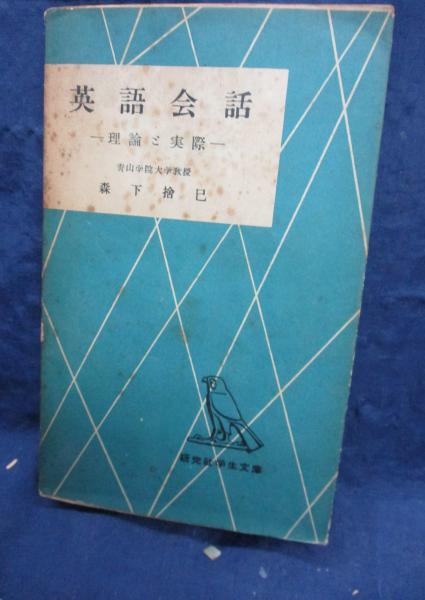 英語会話
―理論と実際―
青山学院大学教授
森下捨巳
研究社学生文庫